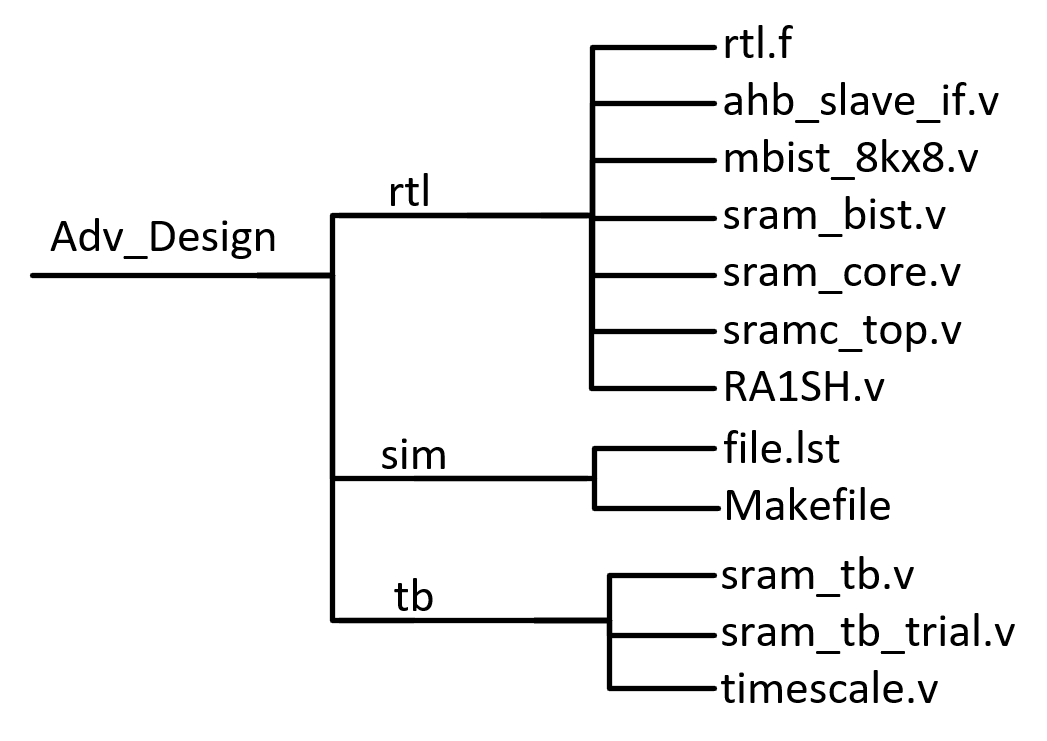 Adv_Design
rtl
rtl.f
ahb_slave_if.v
mbist_8kx8.v
sram_bist.v
sram_core.v
sramc_top.v
RA1SH.v
sim
file.lst
Makefile
tb
sram_tb.v
sram_tb_trial.v
timescale.v